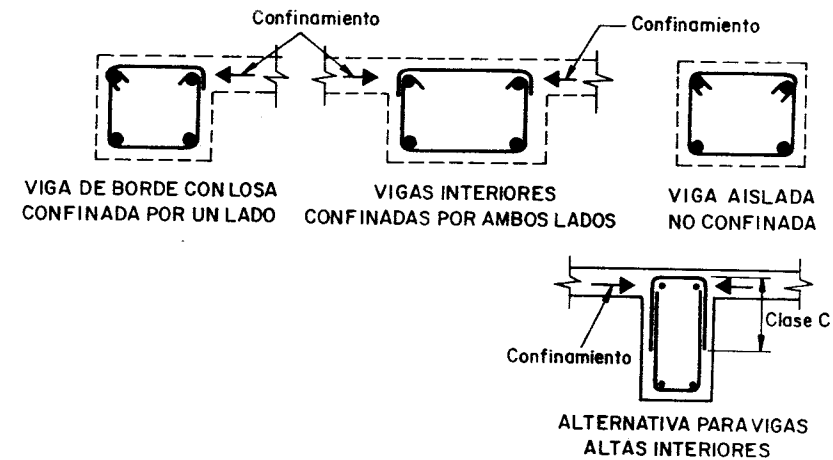 Confinamiento
Confinamiento
VIGA DE BORDE CON LOSA
CONFINADA POR UN LADO
VIGAS INTERIORES
CONFINADAS POR AMBOS LADOS
VIGA AISLADA
NO CONFINADA
Clase C
Confinamiento
ALTERNATIVA PARA VIGAS
ALTAS INTERIORES